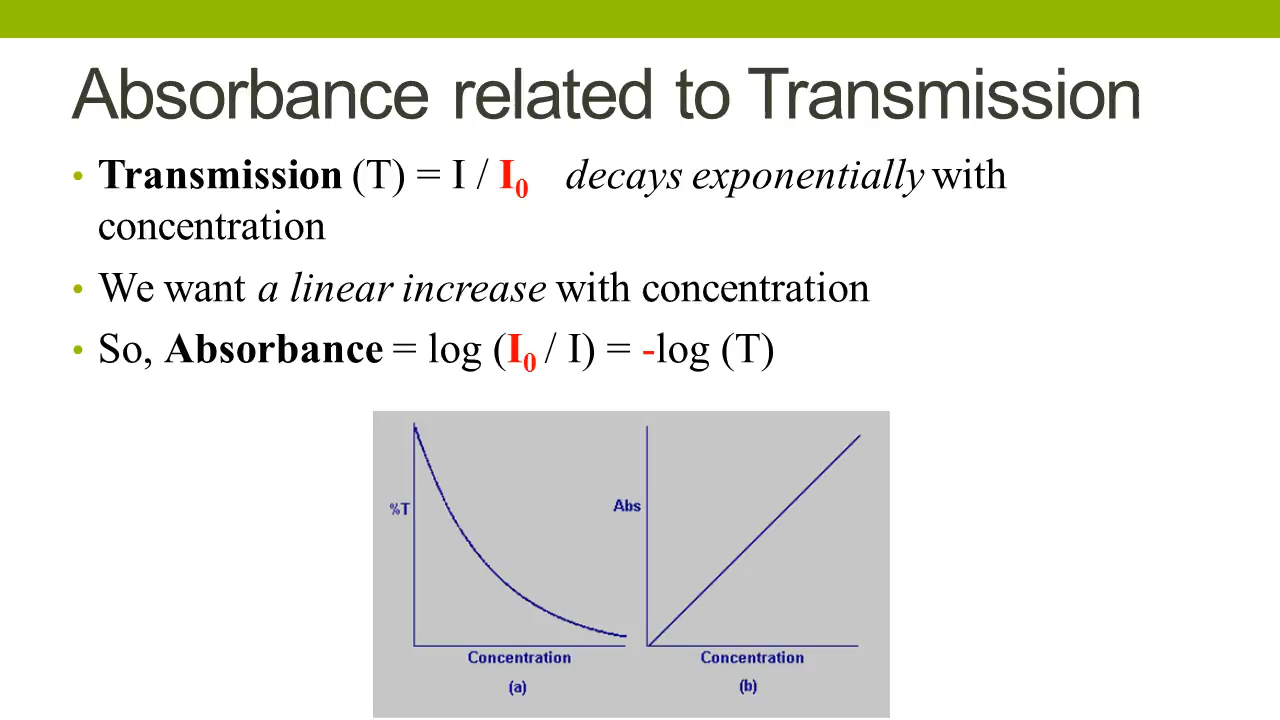 Absorbance related to Transmission
• Transmission (T) = I / I₀ decays exponentially with
concentration
• We want a linear increase with concentration
• So, Absorbance = log (I₀ / I) = -log (T)
%T
Abs
Concentration
Concentration
(a)
(b)